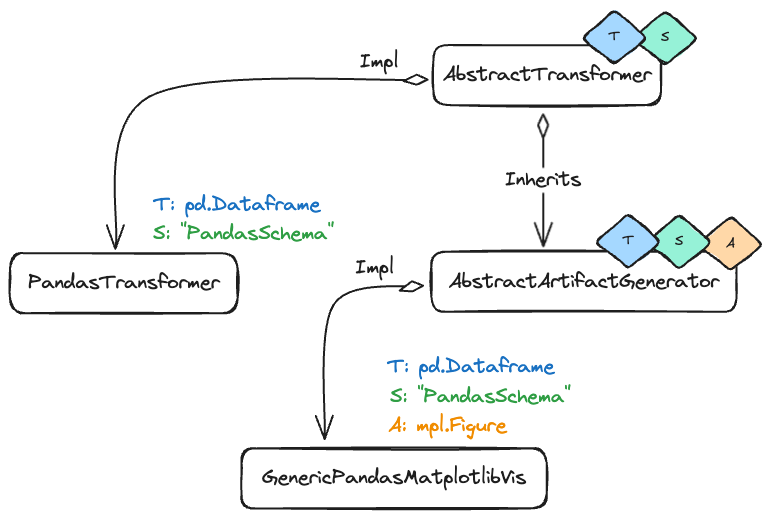 T S
Impl
AbstractTransformer
Inherits
T: pd.Dataframe
S: "PandasSchema"
T S A
PandasTransformer
Impl
AbstractArtifactGenerator
T: pd.Dataframe
S: "PandasSchema"
A: mpl.Figure
GenericPandasMatplotlibVis